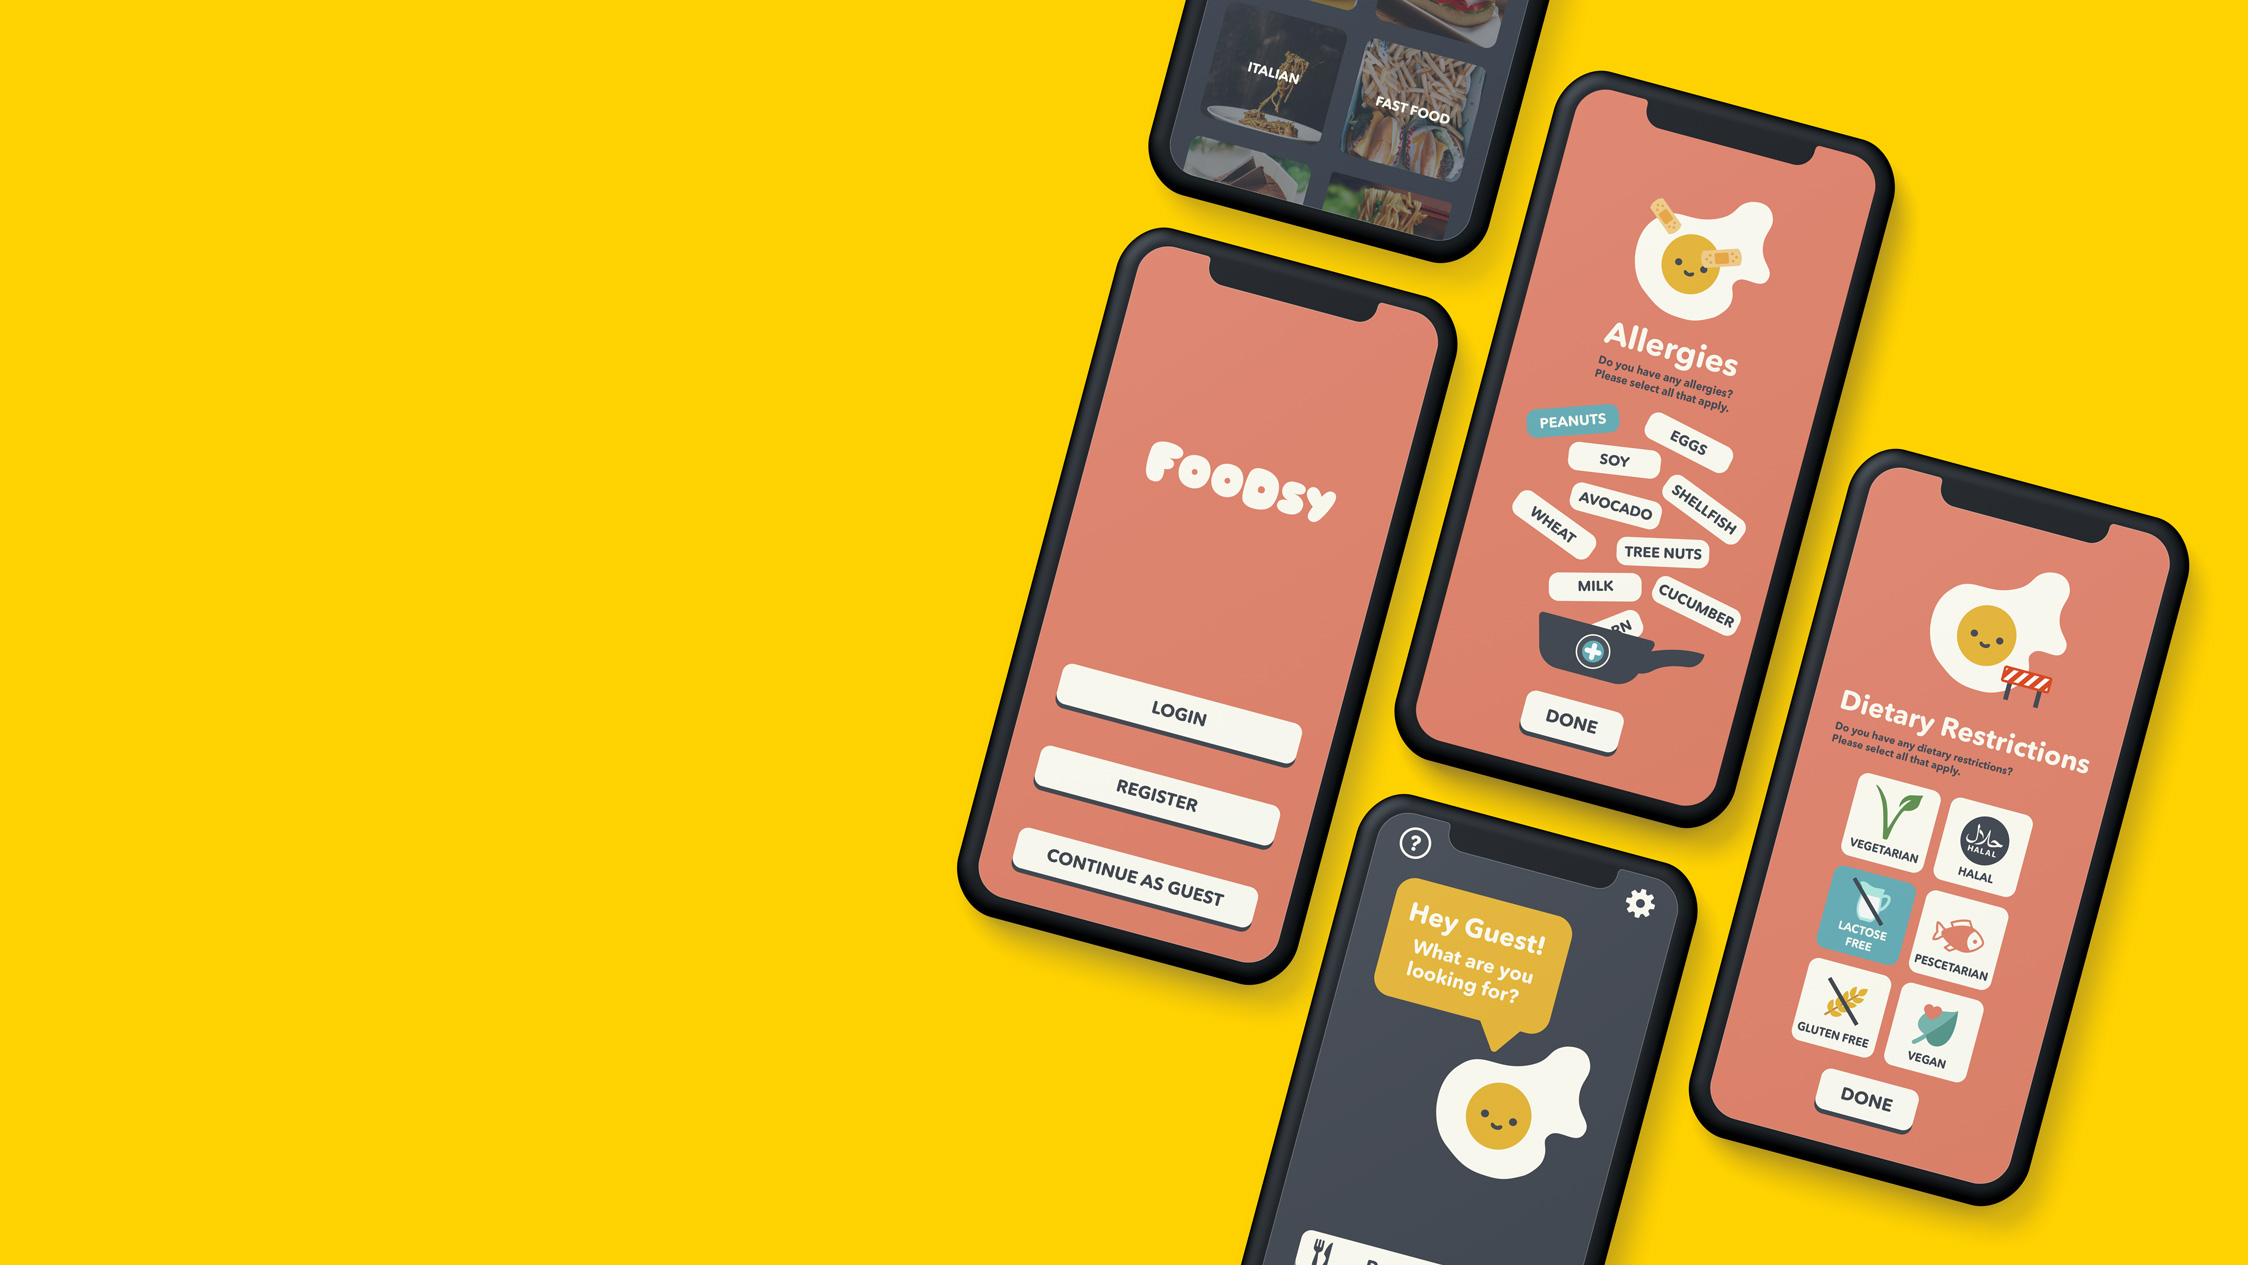 ITALIAN
FAST FOOD
FOODSY
LOGIN
REGISTER
CONTINUE AS GUEST
Allergies
Do you have any allergies?
Please select all that apply.
PEANUTS
EGGS
SOY
SHELLFISH
AVOCADO
WHEAT
TREE NUTS
MILK
CUCUMBER
DONE
?
Hey Guest!
What are you
looking for?
Dietary Restrictions
Do you have any dietary restrictions?
Please select all that apply.
VEGETARIAN
حلال
HALAL
HALAL
LACTOSE
FREE
PESCETARIAN
GLUTEN FREE
VEGAN
DONE